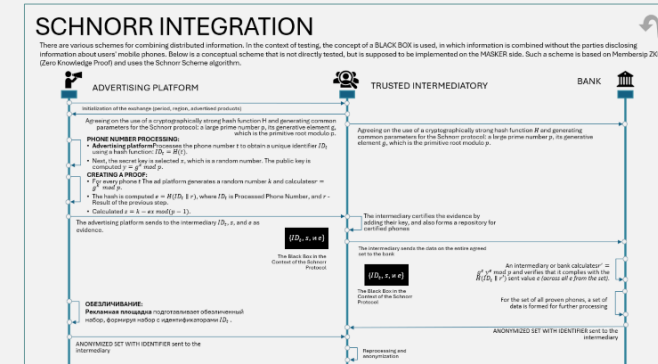 SCHNORR INTEGRATION
There are various schemes for combining distributed information. In the context of testing, the concept of a BLACK BOX is used, in which information is combined without the parties disclosing
information about users' mobile phones. Below is a conceptual scheme that is not directly tested, but is supposed to be implemented on the MASKER side. Such a scheme is based on Membersip ZK
(Zero Knowledge Proof) and uses the Schnorr Scheme algorithm.
ADVERTISING PLATFORM
TRUSTED INTERMEDIATORY
BANK
Initialization of the exchange (period, region, advertised products)
Agreeing on the use of a cryptographically strong hash function H and generating common
parameters for the Schnorr protocol: a large prime number p, its generative element g,
which is the primitive root modulo p.
Agreeing on the use of a cryptographically strong hash function H and generating
common parameters for the Schnorr protocol: a large prime number p, its generative
element g, which is the primitive root modulo p.
PHONE NUMBER PROCESSING:
• Advertising platformProcesses the phone number t to obtain a unique identifier IDₜ
using a hash function: IDₜ = H(t).
• Next, the secret key is selected x, which is a random number. The public key is
computed y = gˣ mod p.
CREATING A PROOF:
• For every phone t The ad platform generates a random number k and calculates r =
gᵏ mod p.
• The hash is computed e = H(IDₜ ∥ r), where IDₜ is Processed Phone Number, and r -
Result of the previous step.
• Calculated s = k − ex mod(p − 1).
The advertising platform sends to the intermediary IDₜ, s, and e as
evidence.
The intermediary certifies the evidence by
adding their key, and also forms a repository for
certified phones
{IDₜ, s, и e}
The Black Box in the
Context of the Schnorr
Protocol
The intermediary sends the data on the entire agreed
set to the bank
{IDₜ, s, и e}
The Black Box in the
Context of the Schnorr
Protocol
An intermediary or bank calculates r′ =
gˢ yᵉ mod p and verifies that it complies with the
H(IDₜ ∥ r′) sent value e (across all e from the set).
For the set of all proven phones, a set of
data is formed for further processing
ОБЕЗЛИЧИВАНИЕ:
Рекламная площадка подготавливает обезличенный
набор, формируя набор с идентификаторами IDₜ .
ANONYMIZED SET WITH IDENTIFIER sent to the
intermediary
ANONYMIZED SET WITH IDENTIFIER sent to the
intermediary
Reprocessing and
anonymization